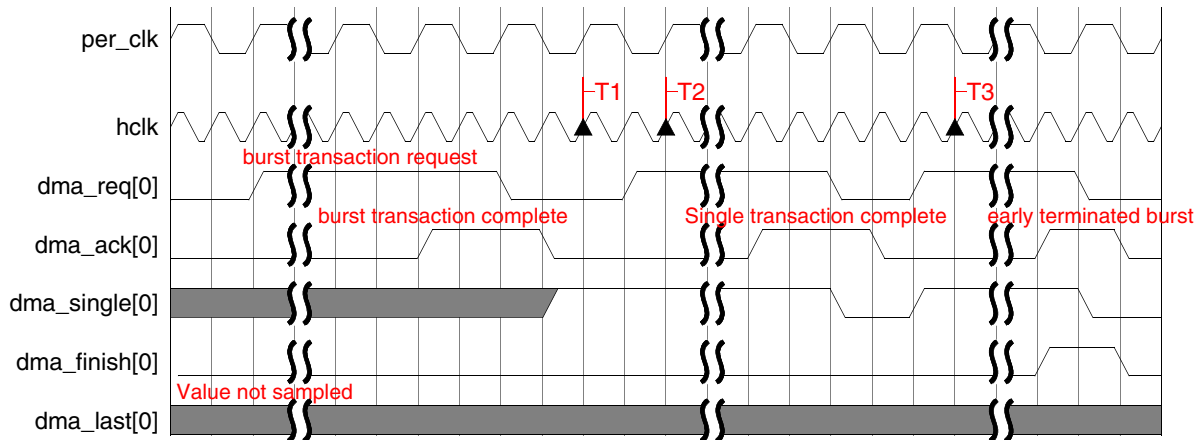 per_clk
T1
T2
T3
hclk
burst transaction request
dma_req[0]
burst transaction complete
Single transaction complete
early terminated burst
dma_ack[0]
dma_single[0]
dma_finish[0]
Value not sampled
dma_last[0]